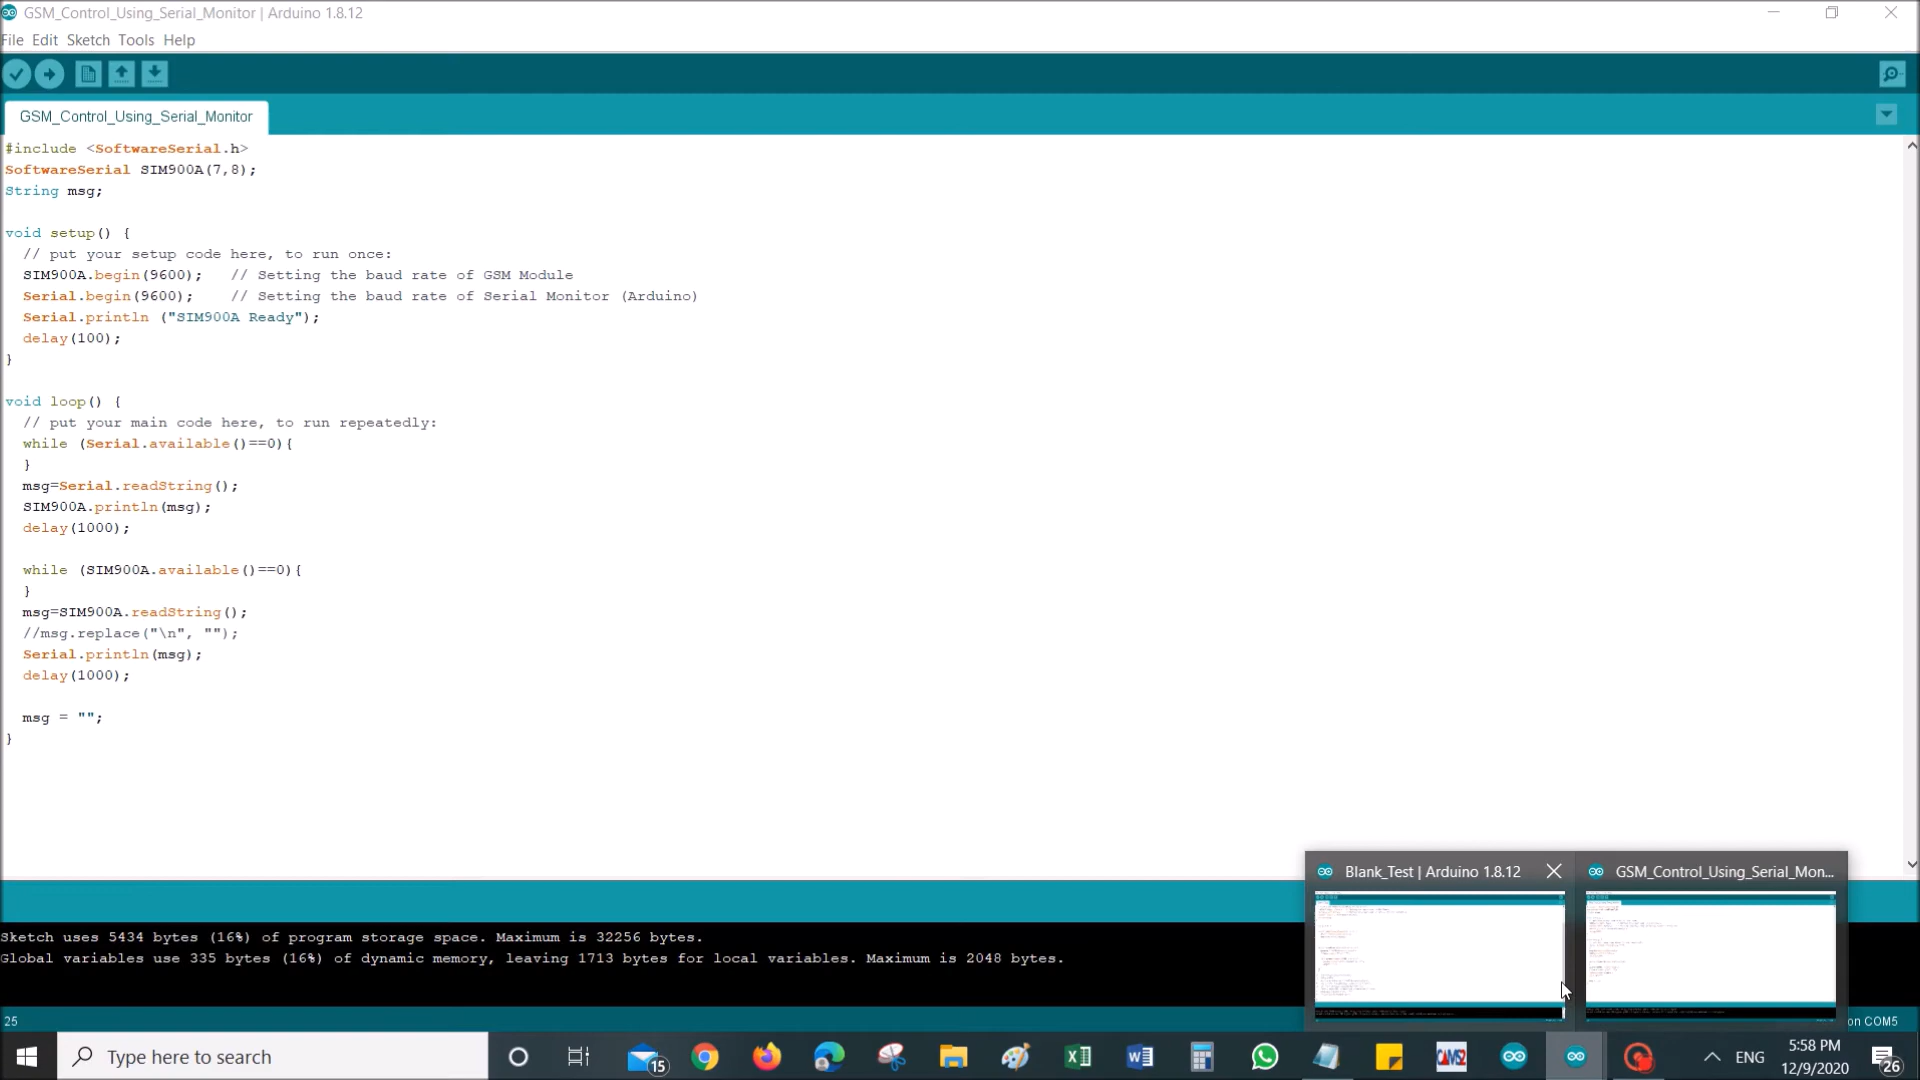 GSM_Control_Using_Serial_Monitor | Arduino 1.8.12
File Edit Sketch Tools Help
GSM_Control_Using_Serial_Monitor
#include <SoftwareSerial.h>
SoftwareSerial SIM900A(7,8);
String msg;
void setup() {
// put your setup code here, to run once:
SIM900A.begin(9600);   // Setting the baud rate of GSM Module
Serial.begin(9600);    // Setting the baud rate of Serial Monitor (Arduino)
Serial.println ("SIM900A Ready");
delay(100);
}
void loop() {
// put your main code here, to run repeatedly:
while (Serial.available()==0){
}
msg=Serial.readString();
SIM900A.println(msg);
delay(1000);
while (SIM900A.available()==0){
}
msg=SIM900A.readString();
//msg.replace("\n", "");
Serial.println(msg);
delay(1000);
msg = "";
}
Blank_Test | Arduino 1.8.12
GSM_Control_Using_Serial_Mon...
Sketch uses 5434 bytes (16%) of program storage space. Maximum is 32256 bytes.
Global variables use 335 bytes (16%) of dynamic memory, leaving 1713 bytes for local variables. Maximum is 2048 bytes.
25
on COM5
Type here to search
15
CAMS2
ENG
5:58 PM
12/9/2020
26